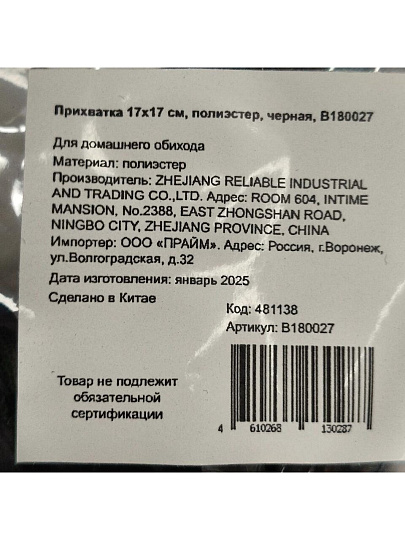 Прихватка 17х17 см, полиэстер, черная, В180027
Для домашнего обихода
Материал: полиэстер
Производитель: ZHEJIANG RELIABLE INDUSTRIAL
AND TRADING CO.,LTD. Адрес: ROOM 604, INTIME
MANSION, No.2388, EAST ZHONGSHAN ROAD,
NINGBO CITY, ZHEJIANG PROVINCE, CHINA
Импортер: ООО «ПРАЙМ». Адрес: Россия, г.Воронеж,
ул.Волгоградская, д.32
Дата изготовления: январь 2025
Сделано в Китае
Код: 481138
Артикул: В180027
Товар не подлежит
обязательной
сертификации
4 610268 130287